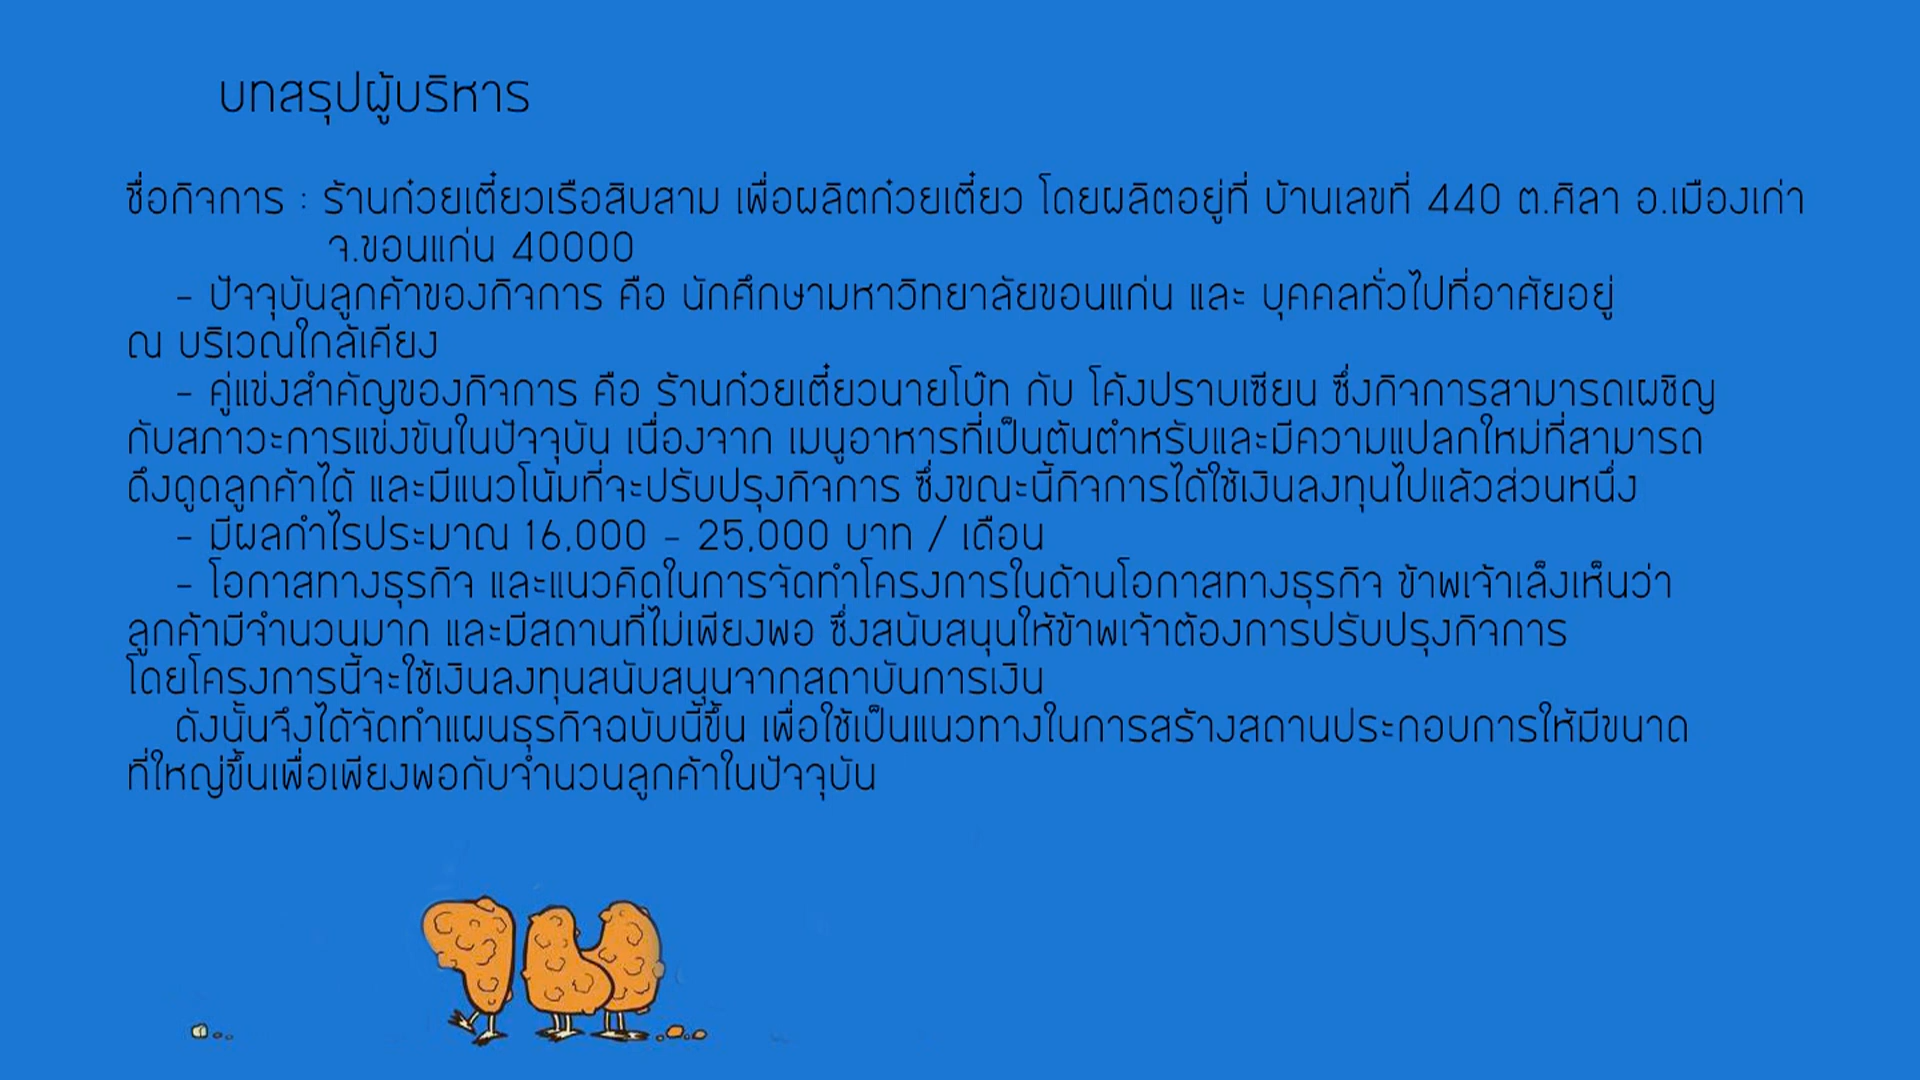 บทสรุปผู้บริหาร
ชื่อกิจการ : ร้านก๋วยเตี๋ยวเรือสิบสาม เพื่อผลิตก๋วยเตี๋ยว โดยผลิตอยู่ที่ บ้านเลขที่ 440 ต.ศิลา อ.เมืองเก่า
จ.ขอนแก่น 40000
- ปัจจุบันลูกค้าของกิจการ คือ นักศึกษามหาวิทยาลัยขอนแก่น และ บุคคลทั่วไปที่อาศัยอยู่
ณ บริเวณใกล้เคียง
- คู่แข่งสำคัญของกิจการ คือ ร้านก๋วยเตี๋ยวนายโบ๊ท กับ โค้งปราบเซียน ซึ่งกิจการสามารถเผชิญ
กับสภาวะการแข่งขันในปัจจุบัน เนื่องจาก เมนูอาหารที่เป็นต้นตำหรับและมีความแปลกใหม่ที่สามารถ
ดึงดูดลูกค้าได้ และมีแนวโน้มที่จะปรับปรุงกิจการ ซึ่งขณะนี้กิจการได้ใช้เงินลงทุนไปแล้วส่วนหนึ่ง
- มีผลกำไรประมาณ 16,000 - 25,000 บาท / เดือน
- โอกาสทางธุรกิจ และแนวคิดในการจัดทำโครงการในด้านโอกาสทางธุรกิจ ข้าพเจ้าเล็งเห็นว่า
ลูกค้ามีจำนวนมาก และมีสถานที่ไม่เพียงพอ ซึ่งสนับสนุนให้ข้าพเจ้าต้องการปรับปรุงกิจการ
โดยโครงการนี้จะใช้เงินลงทุนสนับสนุนจากสถาบันการเงิน
ดังนั้นจึงได้จัดทำแผนธุรกิจฉบับนี้ขึ้น เพื่อใช้เป็นแนวทางในการสร้างสถานประกอบการให้มีขนาด
ที่ใหญ่ขึ้นเพื่อเพียงพอกับจำนวนลูกค้าในปัจจุบัน